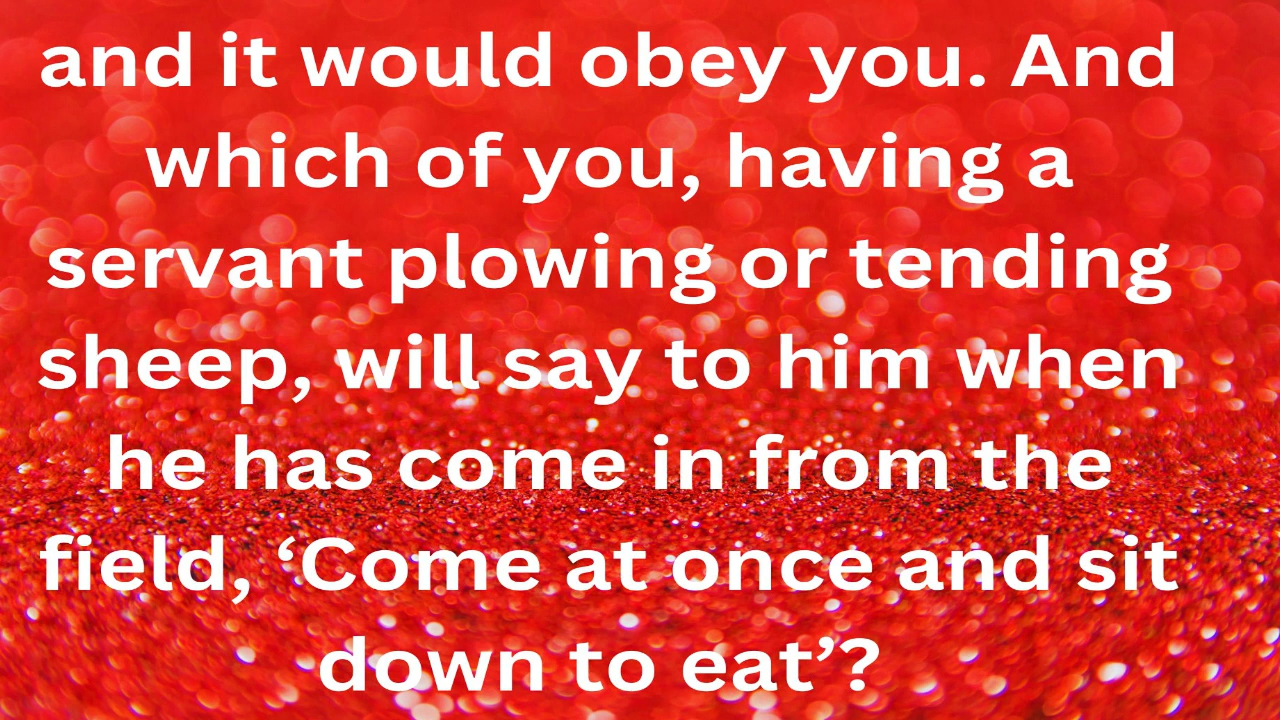 and it would obey you. And
which of you, having a
servant plowing or tending
sheep, will say to him when
he has come in from the
field, ‘Come at once and sit
down to eat’?